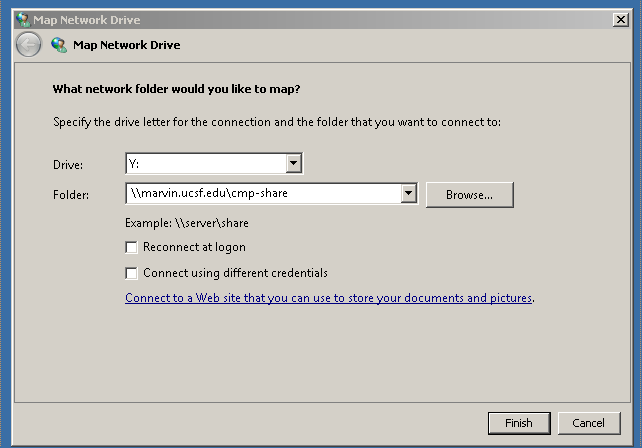 Map Network Drive
Map Network Drive
What network folder would you like to map?
Specify the drive letter for the connection and the folder that you want to connect to:
Drive: Y:
Folder: \\marvin.ucsf.edu\cmp-share Browse...
Example: \\server\share
Reconnect at logon
Connect using different credentials
Connect to a Web site that you can use to store your documents and pictures.
Finish Cancel